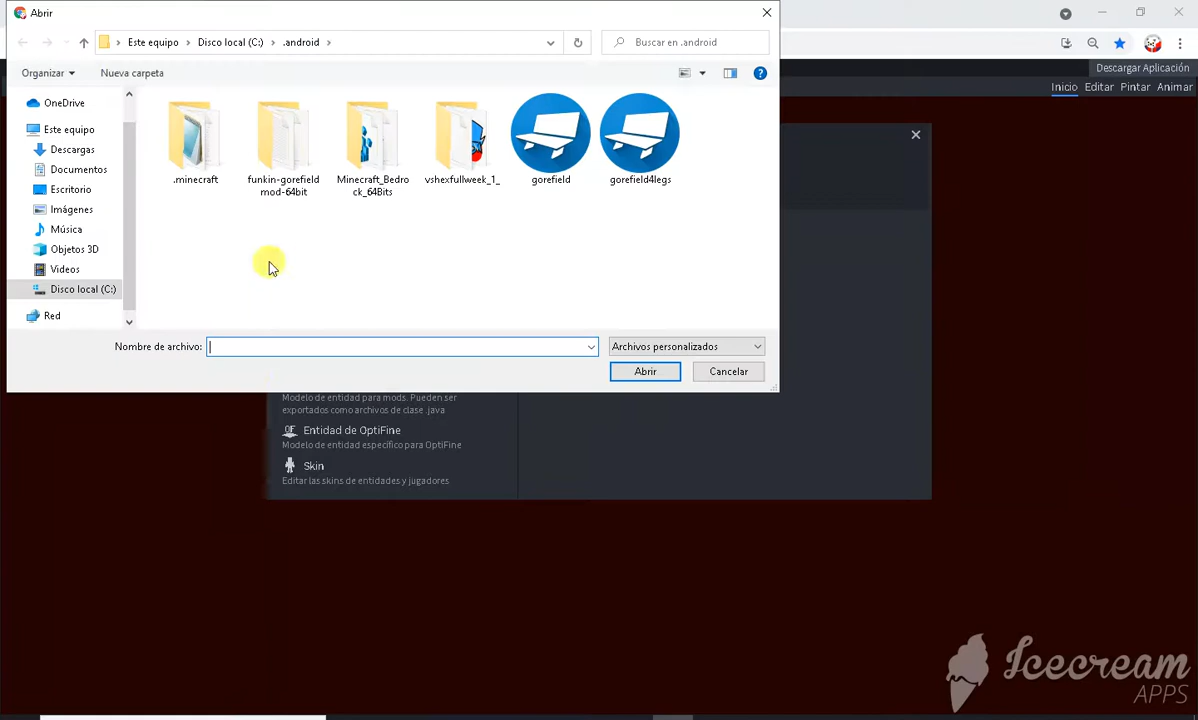 Abrir
Este equipo
Disco local (C:)
.android
Buscar en .android
Organizar
Nueva carpeta
Descargar Aplicación
Inicio Editar Pintar Animar
OneDrive
Este equipo
Descargas
Documentos
Escritorio
Imágenes
Música
Objetos 3D
Videos
Disco local (C:)
Red
.minecraft
funkin-gorefield
mod-64bit
Minecraft_Bedro
ck_64Bits
vshexfullweek_1_
gorefield
gorefield4legs
Nombre de archivo:
Archivos personalizados
Abrir
Cancelar
Modelo de entidad para mods. Pueden ser
exportados como archivos de clase .java
OF Entidad de OptiFine
Modelo de entidad específico para OptiFine
Skin
Editar las skins de entidades y jugadores
Icecream
APPS